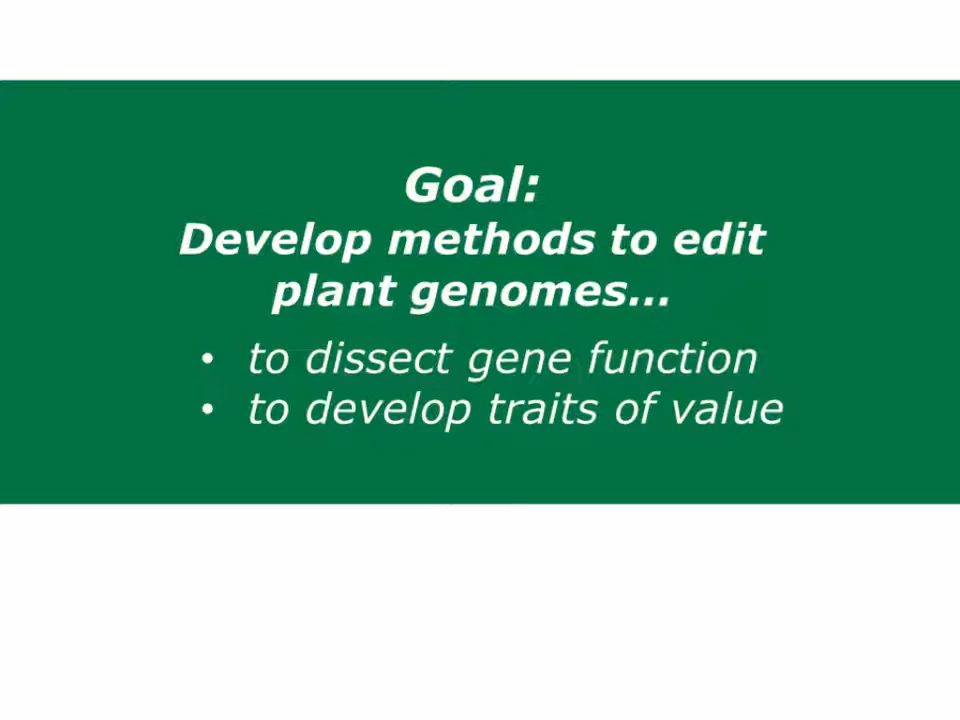 Goal:
Develop methods to edit
plant genomes...
• to dissect gene function
• to develop traits of value